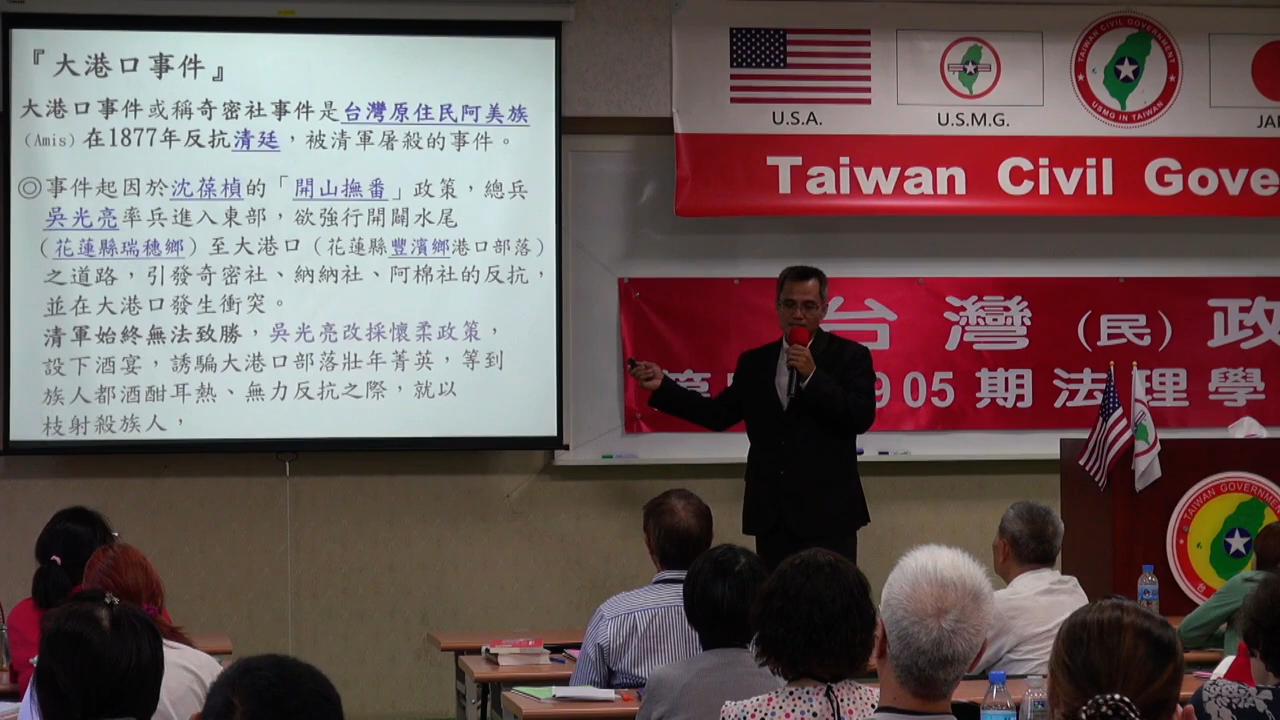 『大港口事件』
大港口事件或稱奇密社事件是台灣原住民阿美族
(Amis)在1877年反抗清廷，被清軍屠殺的事件。
◎事件起因於沈葆楨的「開山撫番」政策，總兵
吳光亮率兵進入東部，欲強行開闢水尾
（花蓮縣瑞穗鄉）至大港口（花蓮縣豐濱鄉港口部落）
之道路，引發奇密社、納納社、阿棉社的反抗，
並在大港口發生衝突。
清軍始終無法致勝，吳光亮改採懷柔政策，
設下酒宴，誘騙大港口部落壯年菁英，等到
族人都酒酣耳熱、無力反抗之際，就以
枝射殺族人，
U.S.A.
U.S.M.G.
TAIWAN CIVIL GOVERNMENT
USMG IN TAIWAN
JA
Taiwan Civil Gove
台灣(民)政
905期法理學
TAIWAN GOVERNMENT